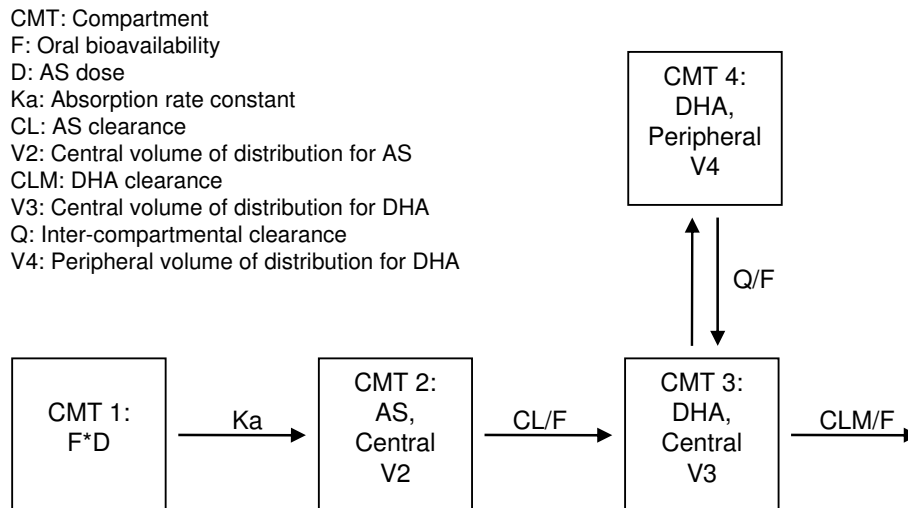 CMT: Compartment
F: Oral bioavailability
D: AS dose
Ka: Absorption rate constant
CL: AS clearance
V2: Central volume of distribution for AS
CLM: DHA clearance
V3: Central volume of distribution for DHA
Q: Inter-compartmental clearance
V4: Peripheral volume of distribution for DHA
CMT 4:
DHA,
Peripheral
V4
Q/F
CMT 1:
F*D
Ka
CMT 2:
AS,
Central
V2
CL/F
CMT 3:
DHA,
Central
V3
CLM/F